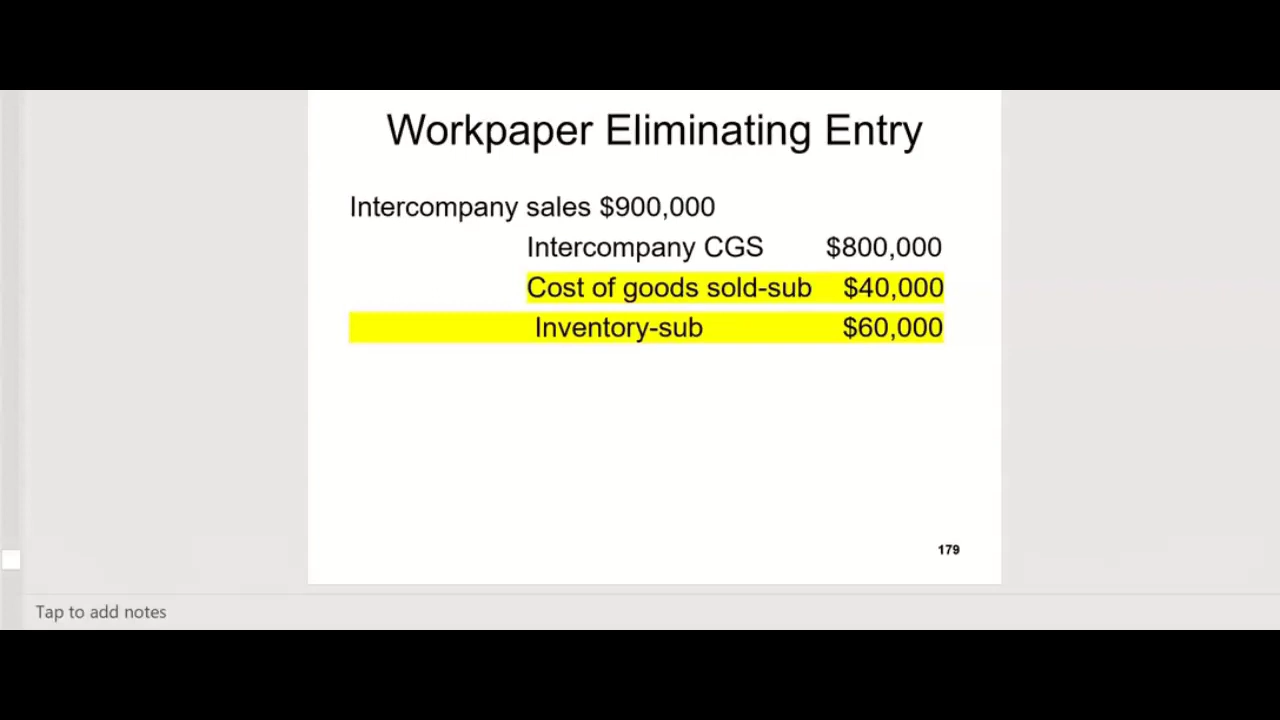 Workpaper Eliminating Entry
Intercompany sales $900,000
Intercompany CGS $800,000
Cost of goods sold-sub $40,000
Inventory-sub $60,000
179
Tap to add notes